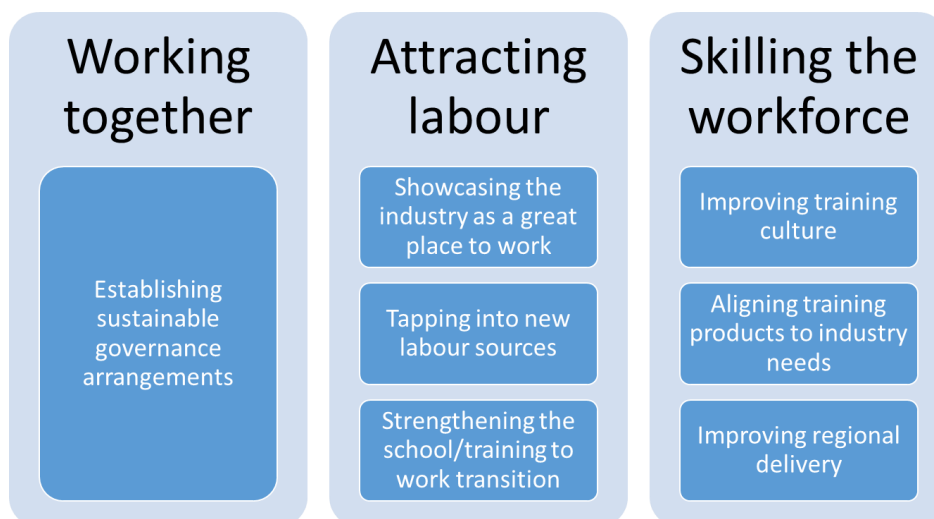 Working
together
Establishing
sustainable
governance
arrangements
Attracting
labour
Showcasing the
industry as a great
place to work
Tapping into new
labour sources
Strengthening the
school/training to
work transition
Skilling the
workforce
Improving training
culture
Aligning training
products to industry
needs
Improving regional
delivery